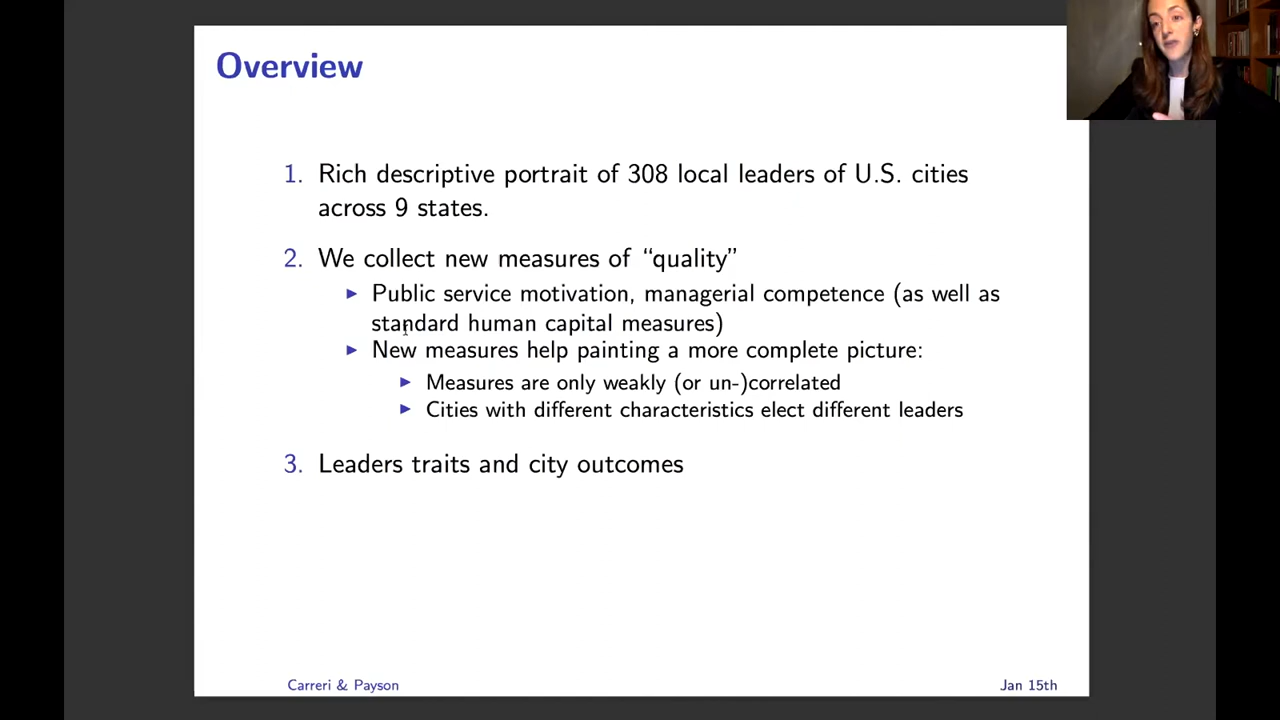 Overview
1. Rich descriptive portrait of 308 local leaders of U.S. cities
across 9 states.
2. We collect new measures of “quality”
▶ Public service motivation, managerial competence (as well as
standard human capital measures)
▶ New measures help painting a more complete picture:
▶ Measures are only weakly (or un-)correlated
▶ Cities with different characteristics elect different leaders
3. Leaders traits and city outcomes
Carreri & Payson
Jan 15th